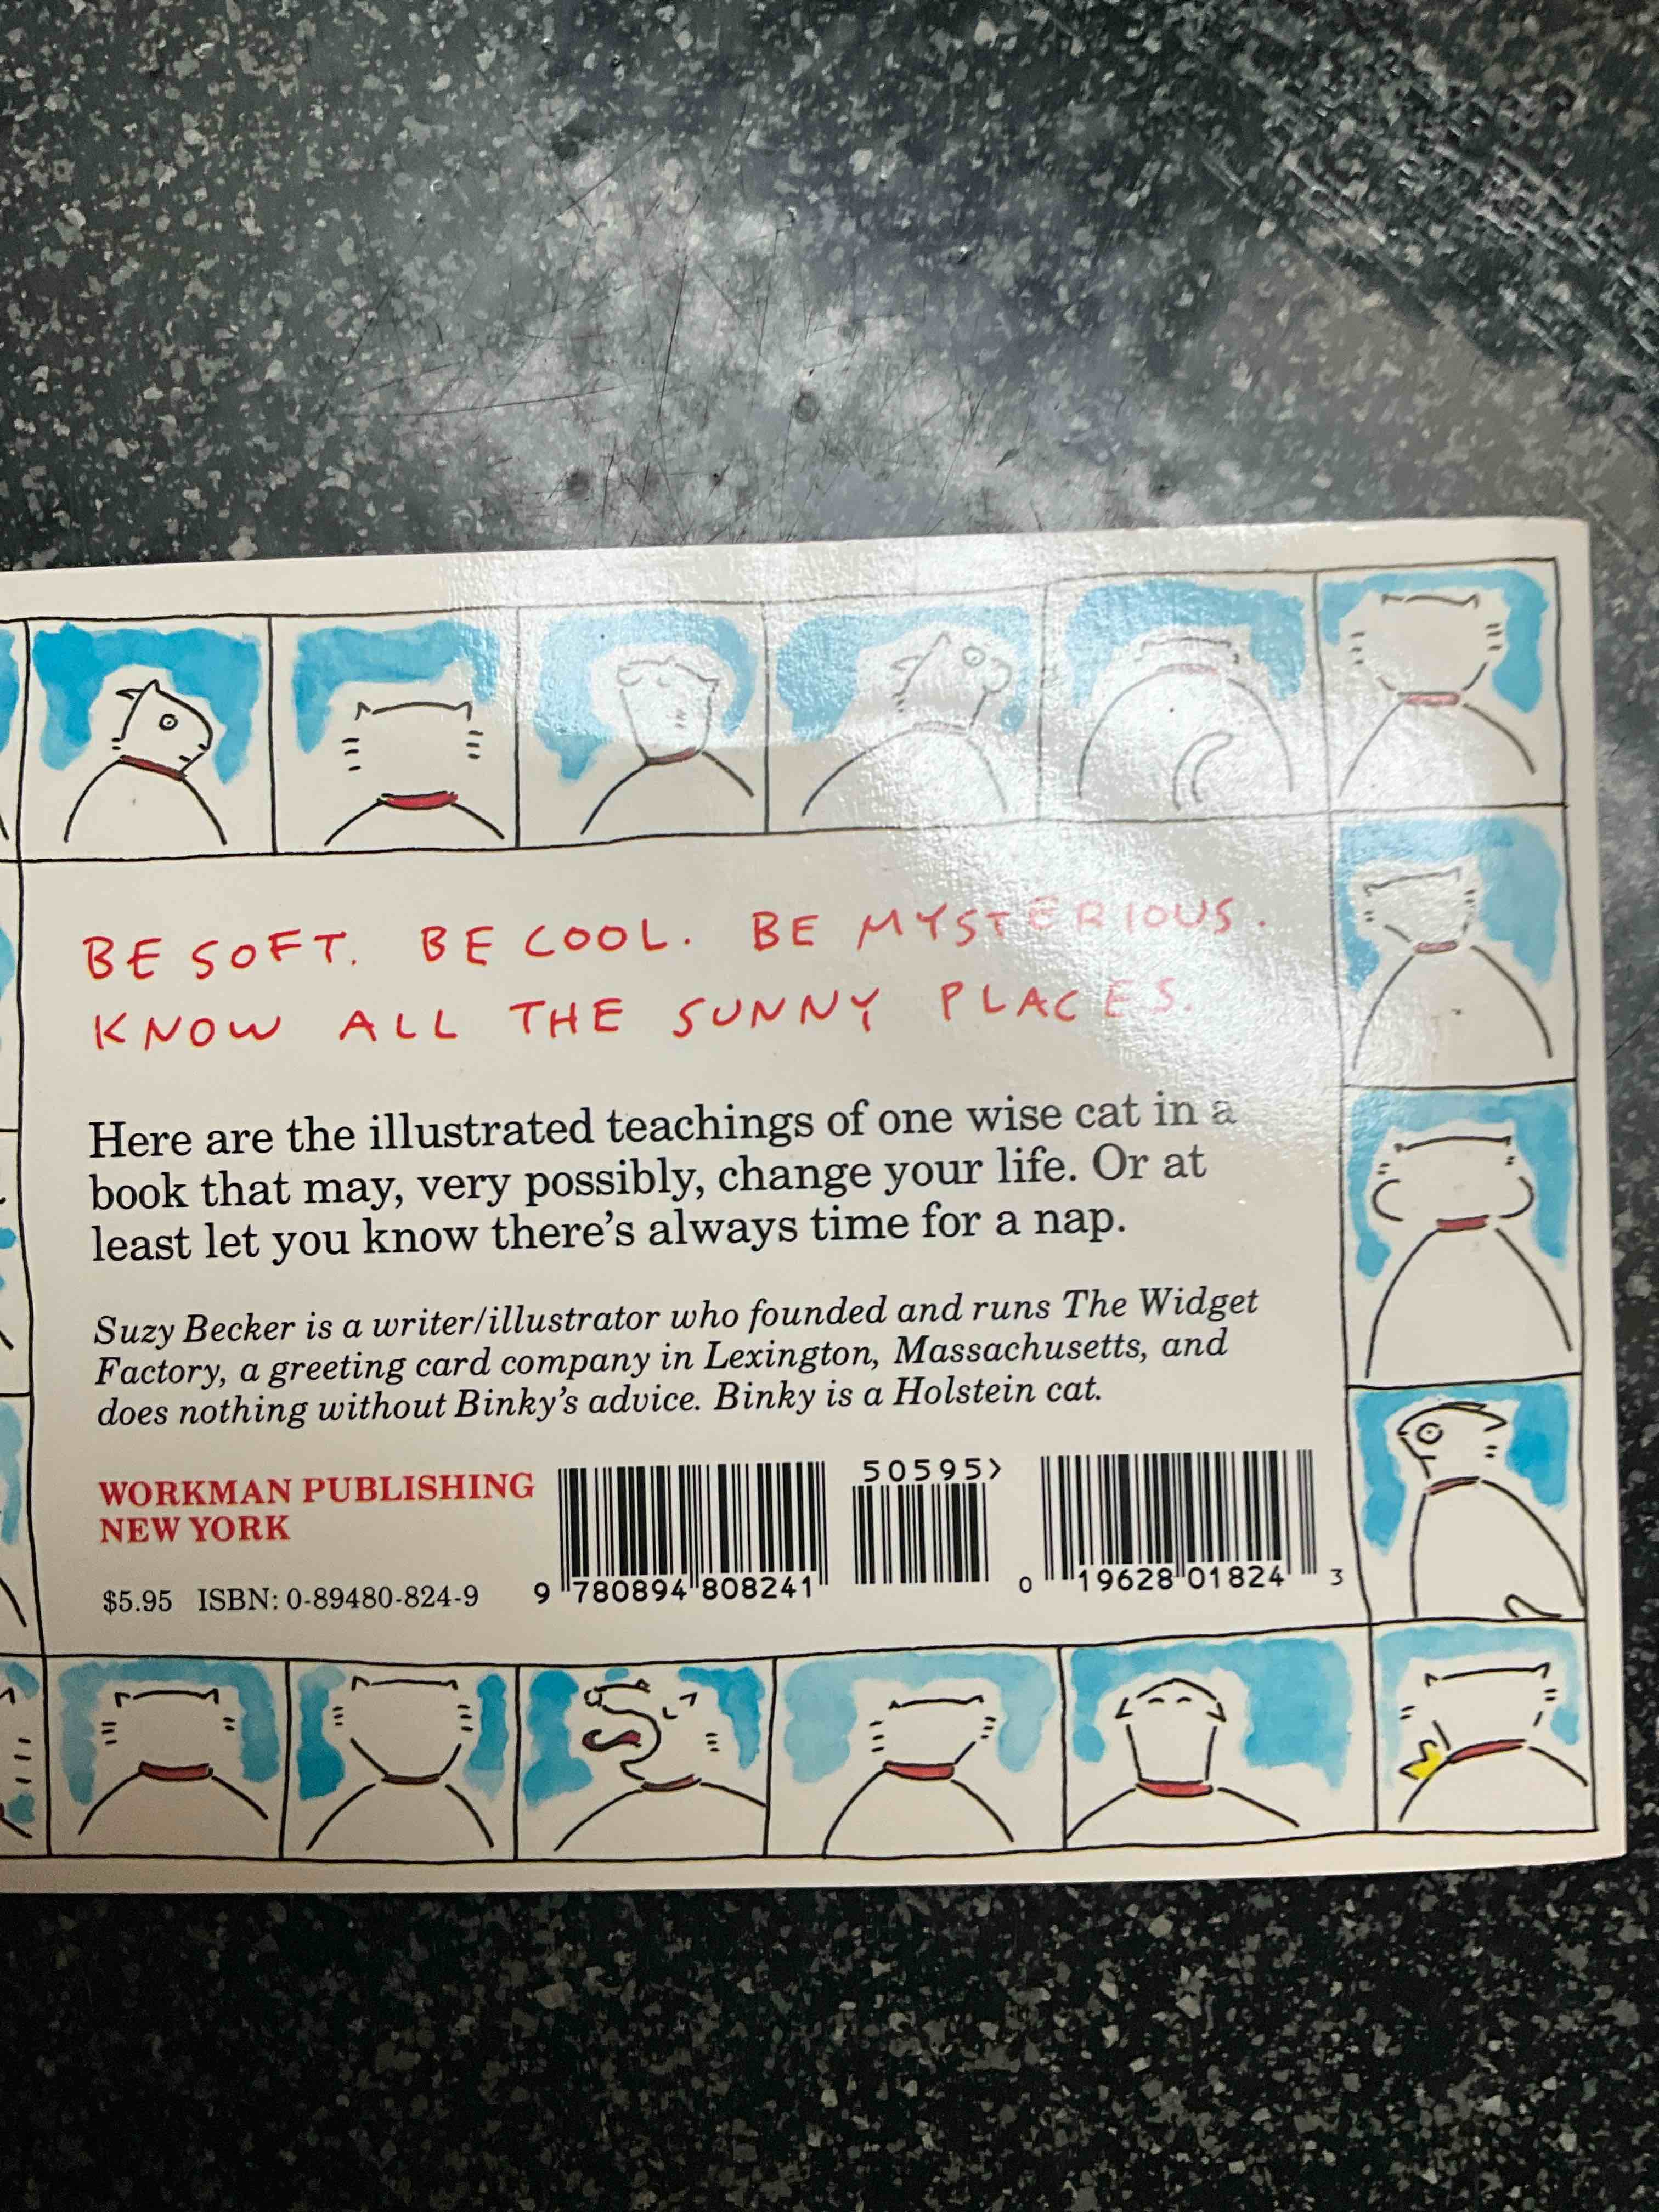 BE SOFT. BE COOL. BE MYSTERIOUS.
KNOW ALL THE SUNNY PLACES.
Here are the illustrated teachings of one wise cat in a
book that may, very possibly, change your life. Or at
least let you know there's always time for a nap.
Suzy Becker is a writer/illustrator who founded and runs The Widget
Factory, a greeting card company in Lexington, Massachusetts, and
does nothing without Binky's advice. Binky is a Holstein cat.
WORKMAN PUBLISHING
NEW YORK
$5.95 ISBN: 0-89480-824-9
9 780894 808241
50595>
0 19628 01824 3